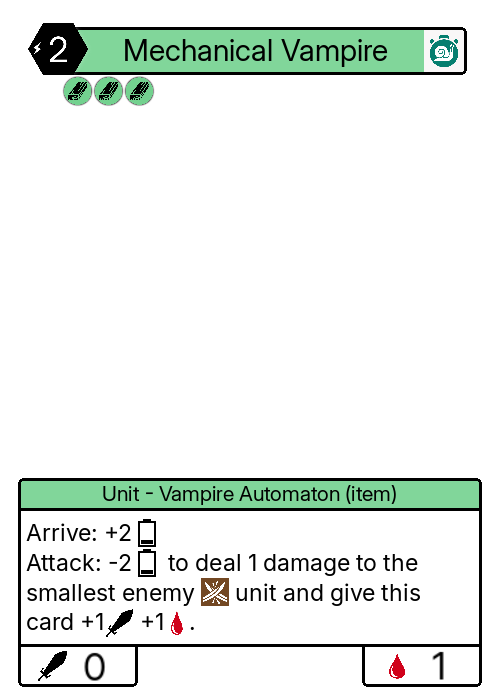 2 Mechanical Vampire
Unit - Vampire Automaton (item)
Arrive: +2
Attack: -2 to deal 1 damage to the
smallest enemy unit and give this
card +1 +1 .
0 1